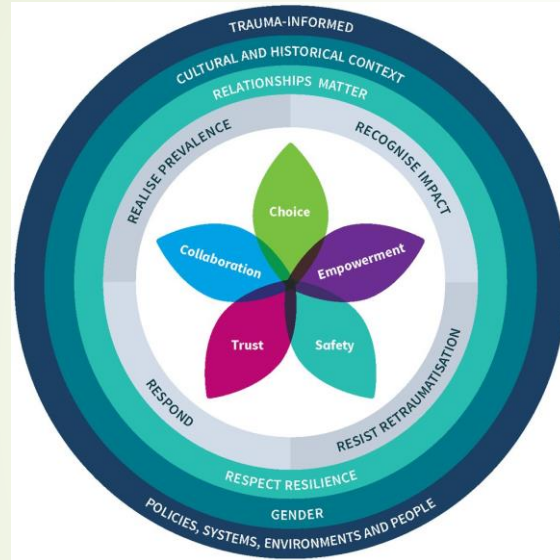 TRAUMA-INFORMED
CULTURAL AND HISTORICAL CONTEXT
RELATIONSHIPS MATTER
REALISE PREVALENCE
RECOGNISE IMPACT
Choice
Collaboration
Empowerment
Trust
Safety
RESPOND
RESIST RETRAUMATISATION
RESPECT RESILIENCE
GENDER
POLICIES, SYSTEMS, ENVIRONMENTS AND PEOPLE